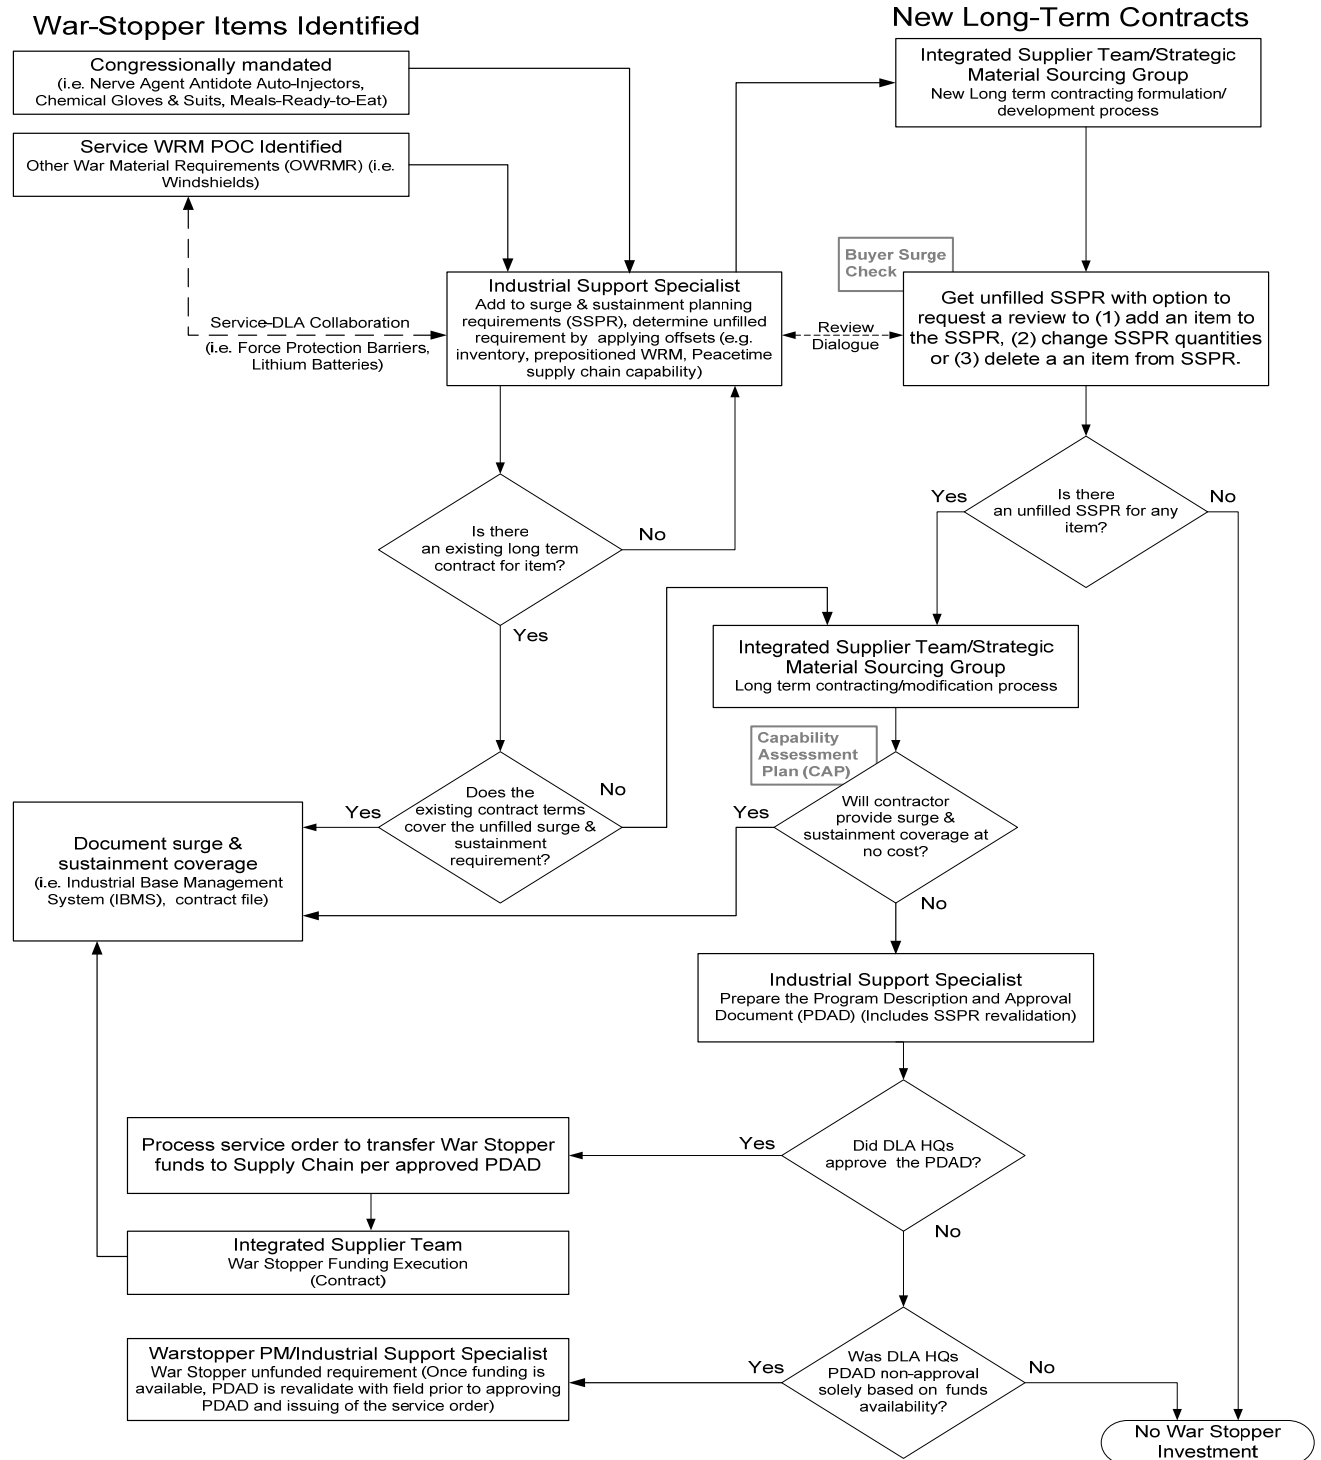 War-Stopper Items Identified
New Long-Term Contracts
Congressionally mandated
(i.e. Nerve Agent Antidote Auto-Injectors,
Chemical Gloves & Suits, Meals-Ready-to-Eat)
Service WRM POC Identified
Other War Material Requirements (OWRMR) (i.e.
Windshields)
Integrated Supplier Team/Strategic
Material Sourcing Group
New Long term contracting formulation/
development process
Service-DLA Collaboration
(i.e. Force Protection Barriers,
Lithium Batteries)
Industrial Support Specialist
Add to surge & sustainment planning
requirements (SSPR), determine unfilled
requirement by applying offsets (e.g.
inventory, prepositioned WRM, Peacetime
supply chain capability)
Review
Dialogue
Buyer Surge
Check
Get unfilled SSPR with option to
request a review to (1) add an item to
the SSPR, (2) change SSPR quantities
or (3) delete a an item from SSPR.
Is there
an existing long term
contract for item?
No
Yes
Yes
Is there
an unfilled SSPR for any
item?
No
Integrated Supplier Team/Strategic
Material Sourcing Group
Long term contracting/modification process
Capability
Assessment
Plan (CAP)
Yes
Does the
existing contract terms
cover the unfilled surge &
sustainment
requirement?
No
Yes
Will contractor
provide surge &
sustainment coverage at
no cost?
No
Document surge &
sustainment coverage
(i.e. Industrial Base Management
System (IBMS), contract file)
Industrial Support Specialist
Prepare the Program Description and Approval
Document (PDAD) (Includes SSPR revalidation)
Process service order to transfer War Stopper
funds to Supply Chain per approved PDAD
Yes
Did DLA HQs
approve the PDAD?
No
Integrated Supplier Team
War Stopper Funding Execution
(Contract)
Warstopper PM/Industrial Support Specialist
War Stopper unfunded requirement (Once funding is
available, PDAD is revalidate with field prior to approving
PDAD and issuing of the service order)
Yes
Was DLA HQs
PDAD non-approval
solely based on funds
availability?
No
No War Stopper
Investment